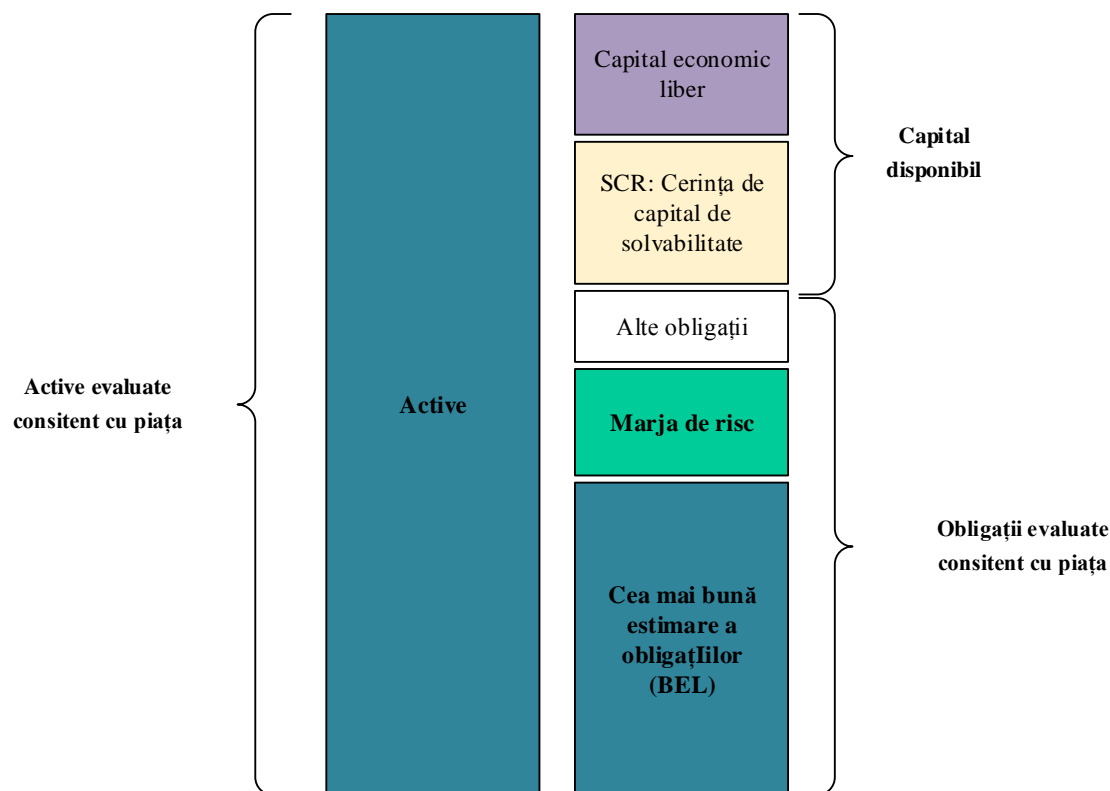 Capital economic
liber
Capital
disponibil
SCR: Cerința de
capital de
solvabilitate
Alte obligații
Active evaluate
consitent cu piața
Active
Marja de risc
Obligații evaluate
consitent cu piața
Cea mai bună
estimare a
obligațIilor
(BEL)